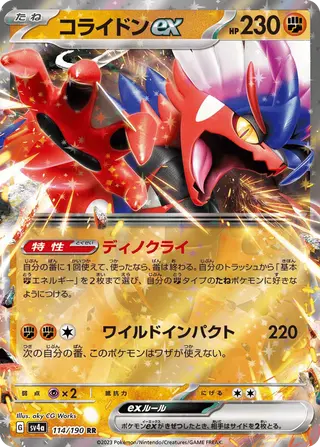 たね
コライドンex HP230
特性 とくせい ディノクライ
自分の番に1回使えて、使ったなら、番は終わる。自分のトラッシュから「基本
闘エネルギー」を2枚まで選び、自分の闘タイプのたねポケモンに好きな
ようにつける。
ワイルドインパクト 220
次の自分の番、このポケモンはワザが使えない。
弱点 ×2 抵抗力 にげる
Illus. aky CG Works
exルール
ポケモンexがきぜつしたとき、相手はサイドを2枚とる。
G sv4a 114/190 RR
©2023 Pokémon/Nintendo/Creatures/GAME FREAK.